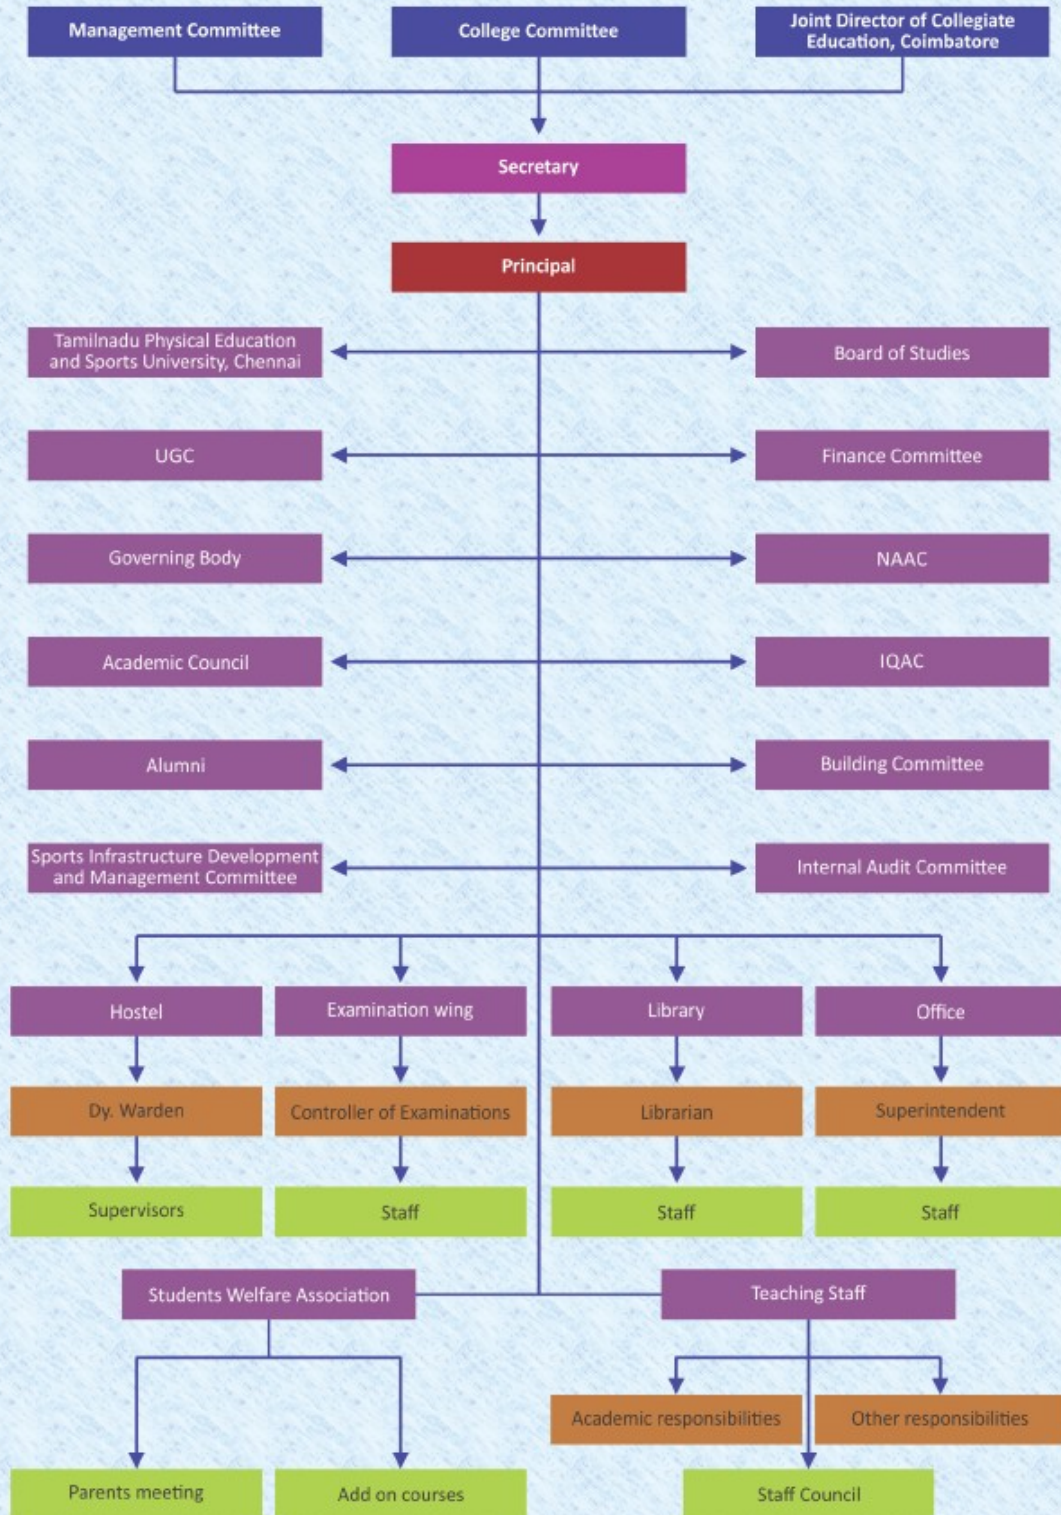 Management Committee
College Committee
Joint Director of Collegiate
Education, Coimbatore
Secretary
Principal
Tamilnadu Physical Education
and Sports University, Chennai
Board of Studies
UGC
Finance Committee
Governing Body
NAAC
Academic Council
IQAC
Alumni
Building Committee
Sports Infrastructure Development
and Management Committee
Internal Audit Committee
Hostel
Examination wing
Library
Office
Dy. Warden
Controller of Examinations
Librarian
Superintendent
Supervisors
Staff
Staff
Staff
Students Welfare Association
Teaching Staff
Academic responsibilities
Other responsibilities
Parents meeting
Add on courses
Staff Council